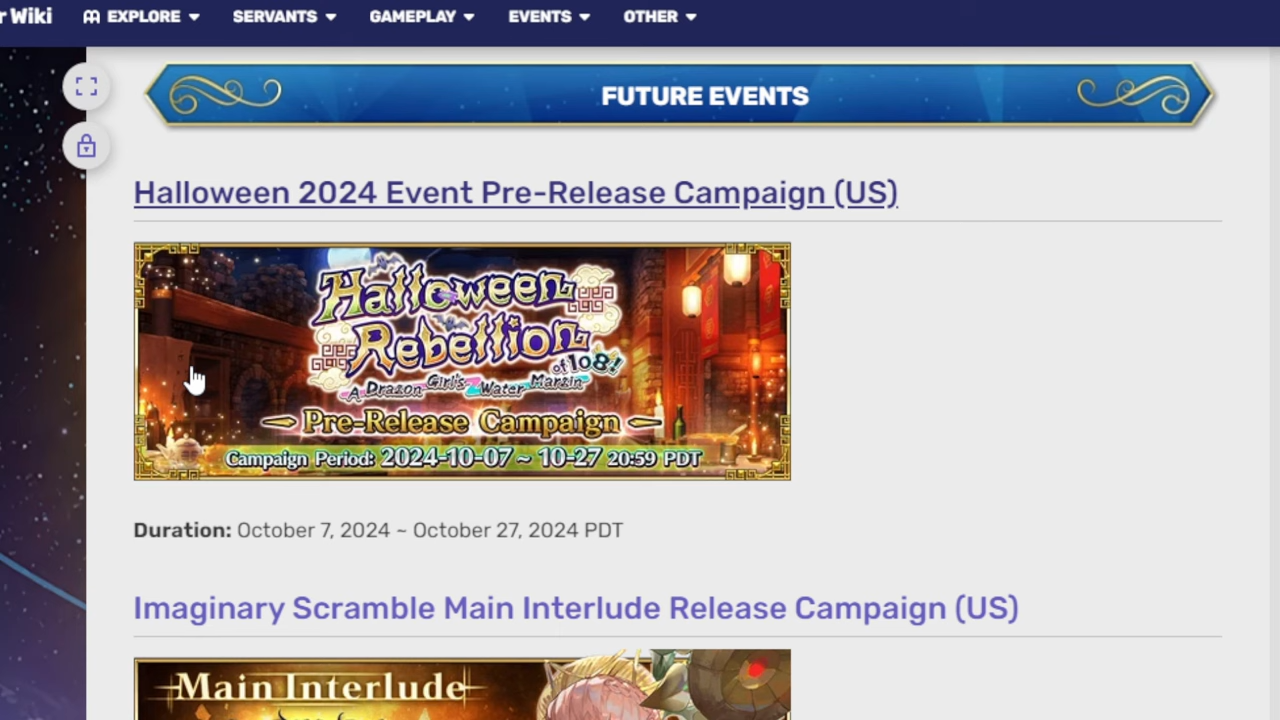 r Wiki EXPLORE SERVANTS GAMEPLAY EVENTS OTHER
FUTURE EVENTS
Halloween 2024 Event Pre-Release Campaign (US)
Halloween
Rebellion
of 108!
A Dragon Girl's Water Margin
Pre-Release Campaign
Campaign Period: 2024-10-07 ~ 10-27 20:59 PDT
Duration: October 7, 2024 ~ October 27, 2024 PDT
Imaginary Scramble Main Interlude Release Campaign (US)
Main Interlude